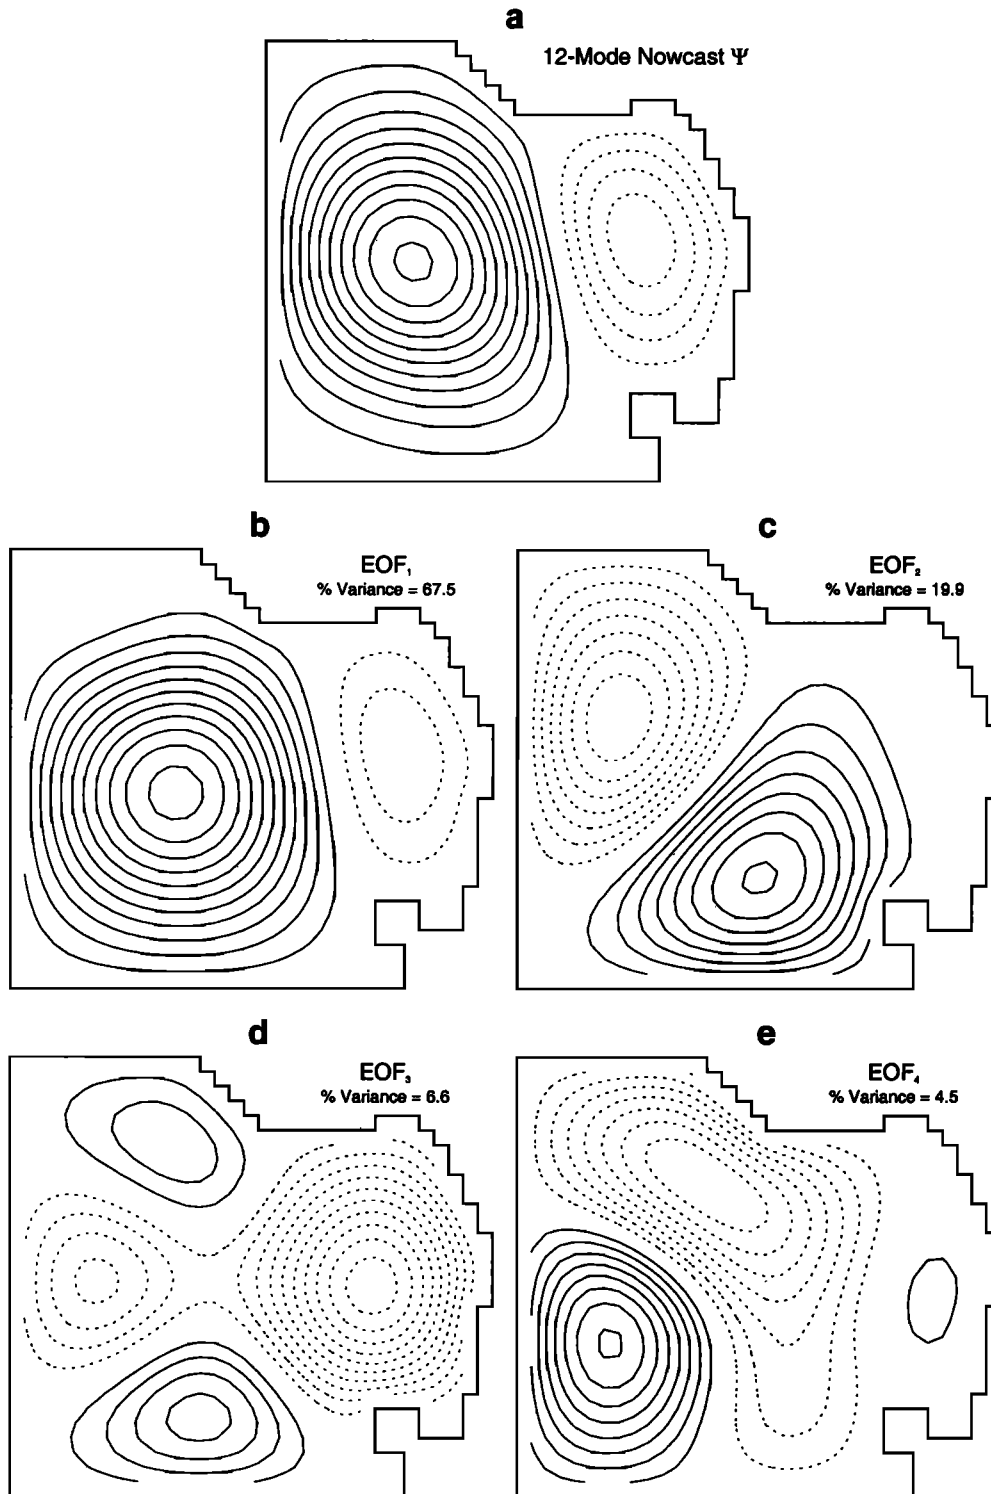 a
12-Mode Nowcast Ψ
b
EOF₁
% Variance = 67.5
c
EOF₂
% Variance = 19.9
d
EOF₃
% Variance = 6.6
e
EOF₄
% Variance = 4.5